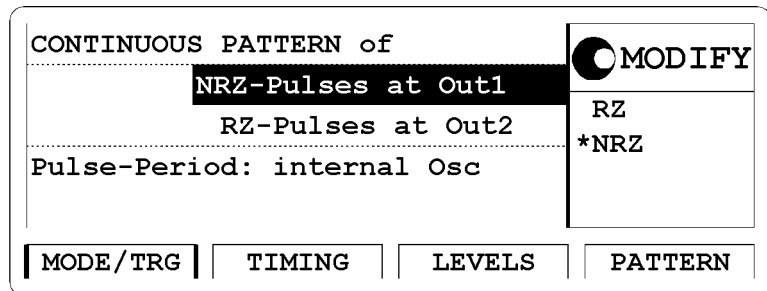 CONTINUOUS PATTERN of
NRZ-Pulses at Out1
RZ-Pulses at Out2
Pulse-Period: internal Osc
MODIFY
RZ
*NRZ
MODE/TRG
TIMING
LEVELS
PATTERN